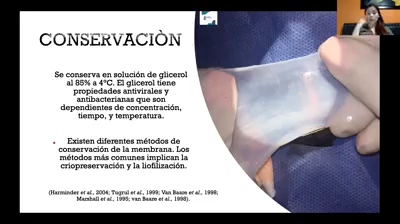 CONSERVACIÒN
Se conserva en solución de glicerol
al 85% a 4°C. El glicerol tiene
propiedades antivirales y
antibacterianas que son
dependientes de concentración,
tiempo, y temperatura.
Existen diferentes métodos de
conservación de la membrana. Los
métodos más comunes implican la
criopreservación y la liofilización.
(Harminder et al., 2004; Tugrul et al., 1999; Van Baare et al., 1998;
Marshall et al., 1995; van Baare et al., 1998).